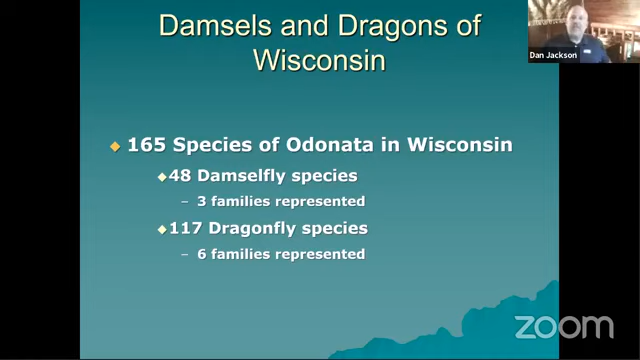 Damsels and Dragons of
Wisconsin
165 Species of Odonata in Wisconsin
48 Damselfly species
– 3 families represented
117 Dragonfly species
– 6 families represented
Dan Jackson
zoom